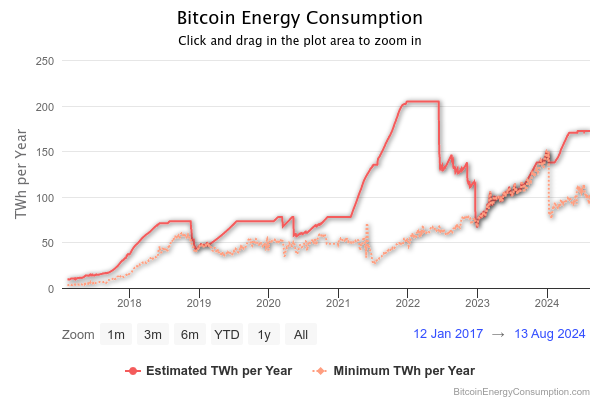 Bitcoin Energy Consumption
Click and drag in the plot area to zoom in
TWh per Year
250
200
150
100
50
0
2018 2019 2020 2021 2022 2023 2024
Zoom 1m 3m 6m YTD 1y All 12 Jan 2017 → 13 Aug 2024
Estimated TWh per Year Minimum TWh per Year
BitcoinEnergyConsumption.com